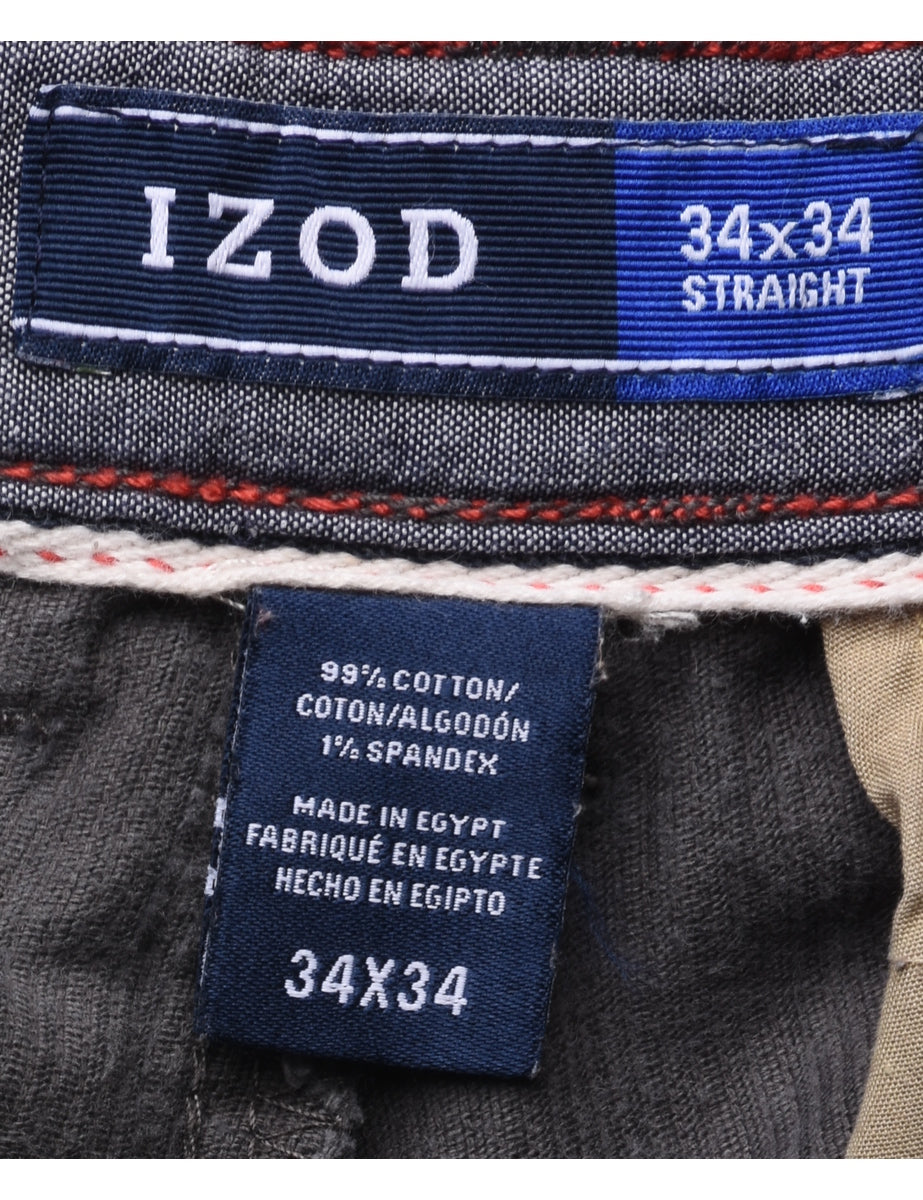 IZOD
34x34
STRAIGHT
99% COTTON/
COTON/ALGODÓN
1% SPANDEX
MADE IN EGYPT
FABRIQUÉ EN EGYPTE
HECHO EN EGIPTO
34X34